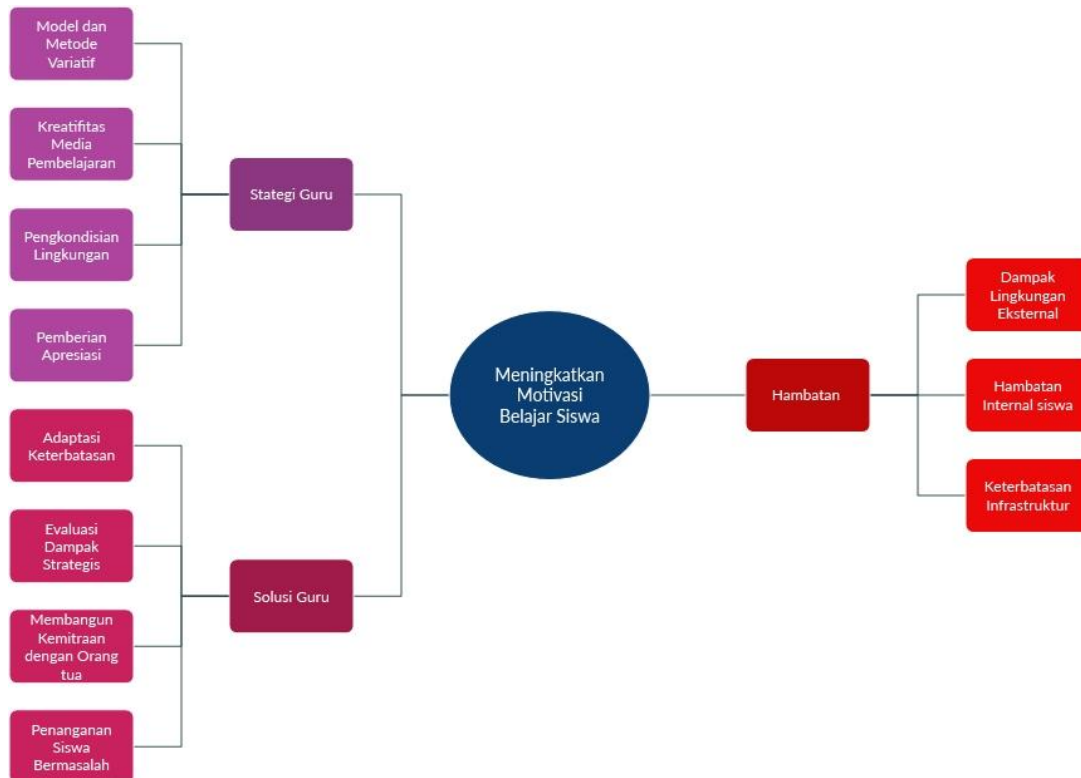 Model dan
Metode
Variatif
Kreatifitas
Media
Pembelajaran
Pengkondisian
Lingkungan
Pemberian
Apresiasi
Stategi Guru
Adaptasi
Keterbatasan
Evaluasi
Dampak
Strategis
Membangun
Kemitraan
dengan Orang
tua
Penanganan
Siswa
Bermasalah
Solusi Guru
Meningkatkan
Motivasi
Belajar Siswa
Hambatan
Dampak
Lingkungan
Eksternal
Hambatan
Internal siswa
Keterbatasan
Infrastruktur